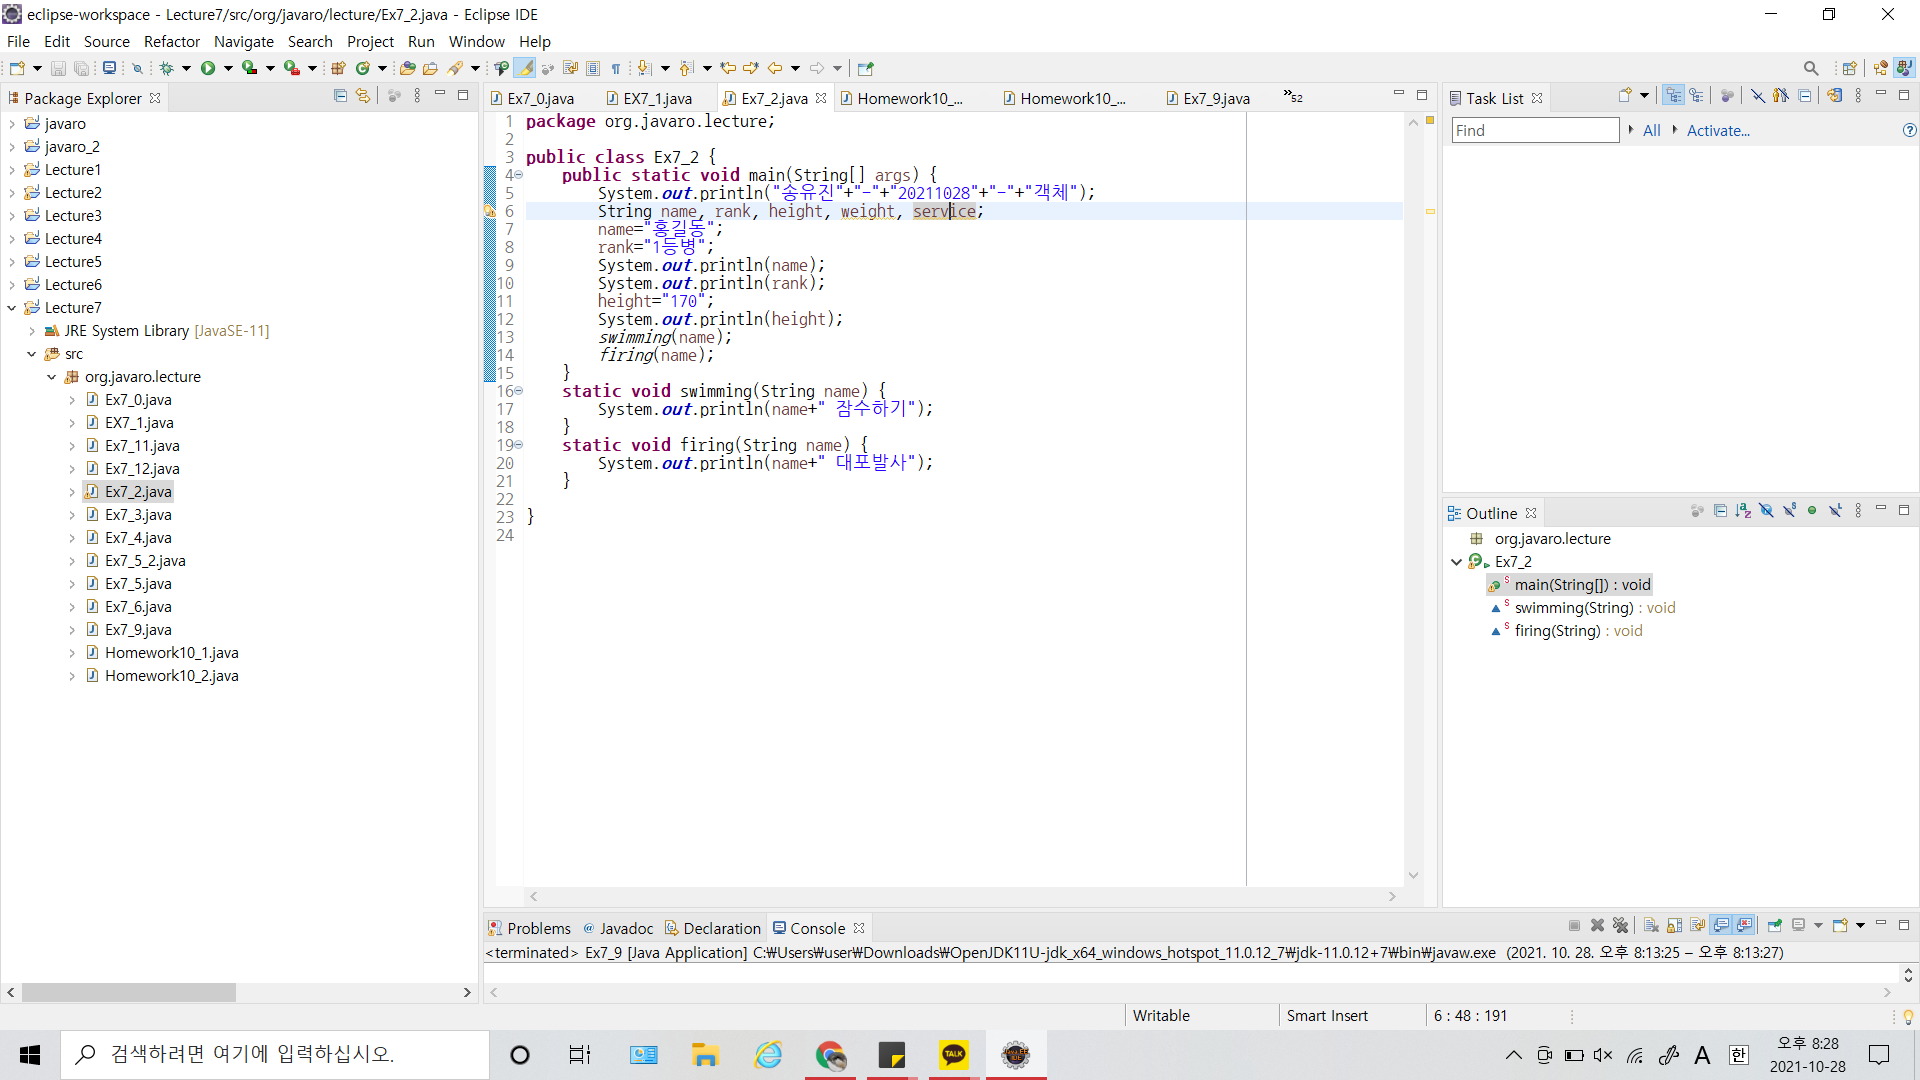 eclipse-workspace - Lecture7/src/org/javaro/lecture/Ex7_2.java - Eclipse IDE
File Edit Source Refactor Navigate Search Project Run Window Help
Package Explorer
javaro
javaro_2
Lecture1
Lecture2
Lecture3
Lecture4
Lecture5
Lecture6
Lecture7
JRE System Library [JavaSE-11]
src
org.javaro.lecture
Ex7_0.java
EX7_1.java
Ex7_11.java
Ex7_12.java
Ex7_2.java
Ex7_3.java
Ex7_4.java
Ex7_5_2.java
Ex7_5.java
Ex7_6.java
Ex7_9.java
Homework10_1.java
Homework10_2.java
Ex7_0.java EX7_1.java Ex7_2.java Homework10_... Homework10_... Ex7_9.java »52
1 package org.javaro.lecture;
2
3 public class Ex7_2 {
4 public static void main(String[] args) {
5 System.out.println("송유진"+"-"+"20211028"+"-"+"객체");
6 String name, rank, height, weight, service;
7 name="홍길동";
8 rank="1등병";
9 System.out.println(name);
10 System.out.println(rank);
11 height="170";
12 System.out.println(height);
13 swimming(name);
14 firing(name);
15 }
16 static void swimming(String name) {
17 System.out.println(name+" 잠수하기");
18 }
19 static void firing(String name) {
20 System.out.println(name+" 대포발사");
21 }
22
23 }
24
Task List
Find All Activate...
Outline
org.javaro.lecture
Ex7_2
main(String[]) : void
swimming(String) : void
firing(String) : void
Problems @ Javadoc Declaration Console
<terminated> Ex7_9 [Java Application] C:₩Users₩user₩Downloads₩OpenJDK11U-jdk_x64_windows_hotspot_11.0.12_7₩jdk-11.0.12+7₩bin₩javaw.exe (2021. 10. 28. 오후 8:13:25 – 오후 8:13:27)
Writable Smart Insert 6 : 48 : 191
검색하려면 여기에 입력하십시오.
TALK
A 한
오후 8:28
2021-10-28